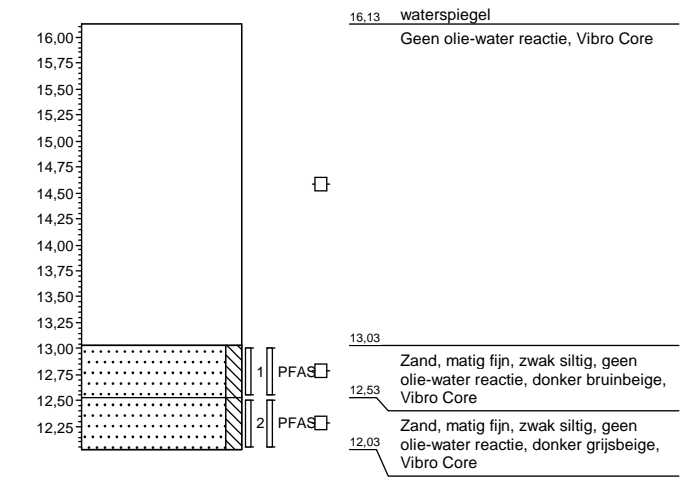 16,13 waterspiegel
16,00
Geen olie-water reactie, Vibro Core
15,75
15,50
15,25
15,00
14,75
14,50
14,25
14,00
13,75
13,50
13,25
13,00
13,03
12,75
1 PFAS
Zand, matig fijn, zwak siltig, geen
olie-water reactie, donker bruinbeige,
Vibro Core
12,50
12,53
12,25
2 PFAS
Zand, matig fijn, zwak siltig, geen
olie-water reactie, donker grijsbeige,
Vibro Core
12,03